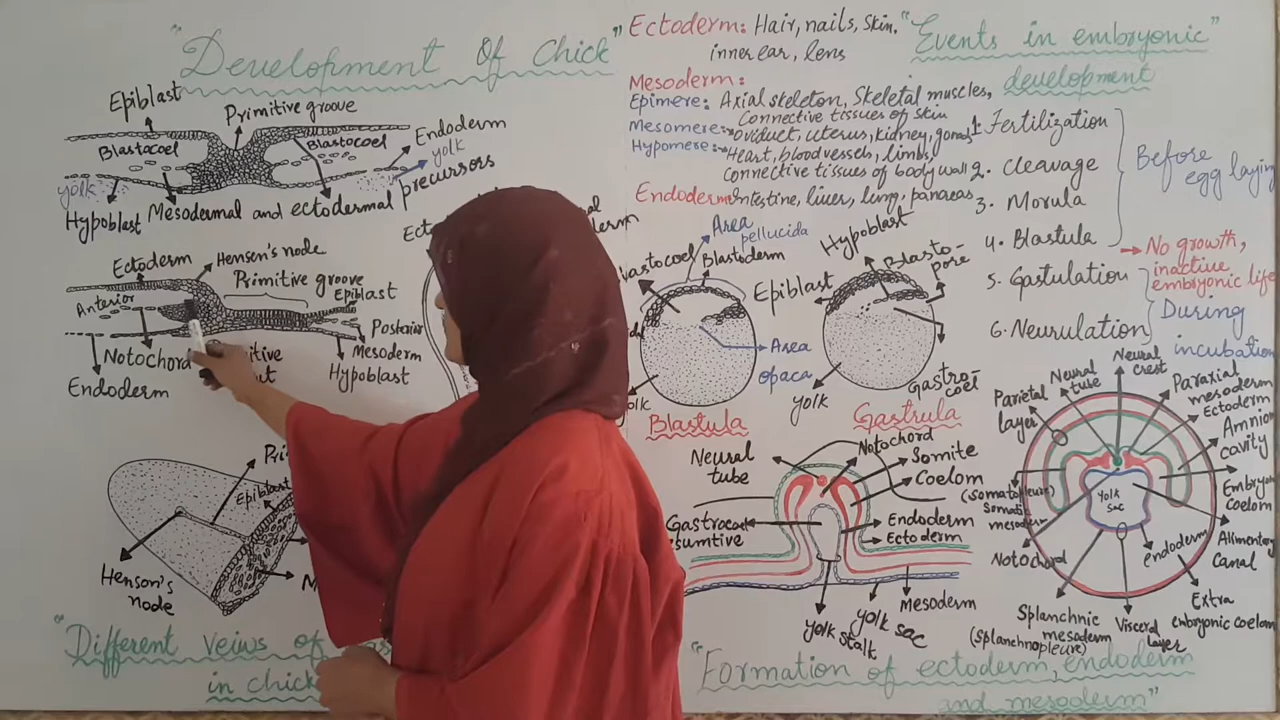 "Development Of Chick"
Epiblast
Primitive groove
Blastocoel
Blastocoel
Endoderm
yolk
yolk
precursors
Hypoblast
Mesodermal and ectodermal
Ectoderm
Hensen's node
Primitive groove
Anterior
Epiblast
Posterior
Notochord
Mesoderm
Endoderm
Hypoblast
Epiblast
Henson's
node
"Different veiws of
in chick
Ectoderm: Hair, nails, skin,
inner ear, lens
Mesoderm:
Epimere: Axial skeleton, Skeletal muscles,
Connective tissues of skin
Mesomere:- oviduct, uterus, kidney, gonad
Hypomere:- Heart, blood vessels, limbs,
Connective tissues of body wall
Endoderm: Intestine, liver, lung, pancreas
Area
pellucida
Blastoderm
Area
opaca
Blastula
Hypoblast
Blasto-
pore
Epiblast
yolk
Gastro-
coel
Gastrula
"Events in embryonic"
development
1. Fertilization
2. Cleavage
3. Morula
4. Blastula
Before
egg laying
No growth,
inactive
embryonic life
5. Gastulation
6. Neurulation
During
incubation
Neural
tube
Notochord
Somite
Coelom
Endoderm
Ectoderm
Mesoderm
yolk sac
yolk stalk
Neural
crest
Neural
tube
Parietal
layer
Paraxial
mesoderm
Ectoderm
Amnion
cavity
(somatopleure)
Somatic
mesoderm
Yolk
sac
Embryonic
coelom
Notochord
endoderm
Alimentary
Canal
Splanchnic
mesoderm
(splanchnopleure)
Visceral
layer
Extra
embryonic coelom
"Formation of ectoderm, endoderm
and mesoderm"